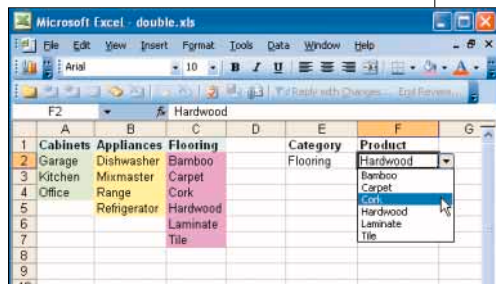 Microsoft Excel - double.xls
File Edit View Insert Format Tools Data Window Help
Arial 10 B I U
Reply with Changes... End Review...
F2 fx Hardwood
A B C D E F G
1 Cabinets Appliances Flooring Category Product
2 Garage Dishwasher Bamboo Flooring Hardwood
3 Kitchen Mixmaster Carpet Bamboo
4 Office Range Cork Carpet
5 Refrigerator Hardwood Cork
6 Laminate Hardwood
7 Tile Laminate
8 Tile
9